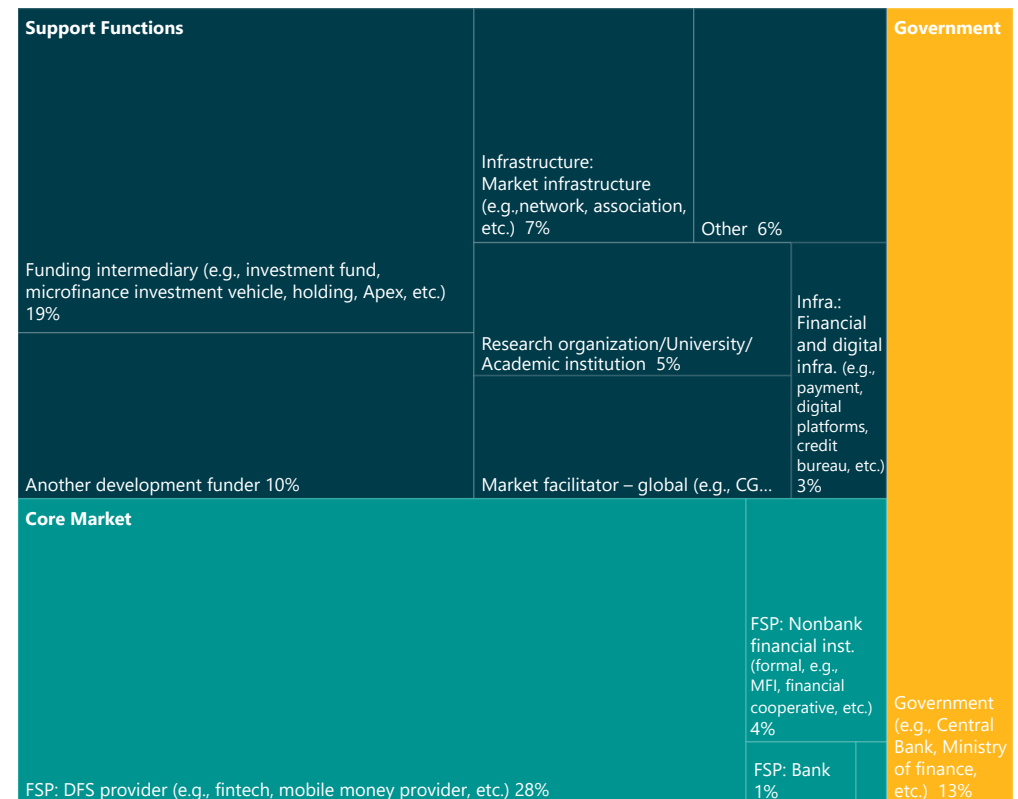 Support Functions
Funding intermediary (e.g., investment fund,
microfinance investment vehicle, holding, Apex, etc.)
19%
Another development funder 10%
Infrastructure:
Market infrastructure
(e.g.,network, association,
etc.) 7%
Other 6%
Research organization/University/
Academic institution 5%
Market facilitator – global (e.g., CG...
Infra.:
Financial
and digital
infra. (e.g.,
payment,
digital
platforms,
credit
bureau, etc.)
3%
Core Market
FSP: DFS provider (e.g., fintech, mobile money provider, etc.) 28%
FSP: Nonbank
financial inst.
(formal, e.g.,
MFI, financial
cooperative, etc.)
4%
FSP: Bank
1%
Government
Government
(e.g., Central
Bank, Ministry
of finance,
etc.) 13%